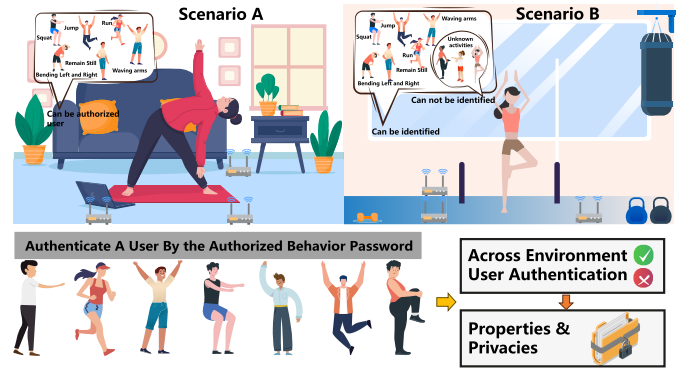 Scenario A
Jump
Run
Squat
Remain Still
Waving arms
Bending Left and Right
Can be authorized
user
Scenario B
Jump
Waving arms
Squat
Unknown
activities
Run
Remain Still
Bending Left and Right
Can not be identified
Can be identified
Authenticate A User By the Authorized Behavior Password
Across Environment
User Authentication
Properties &
Privacies